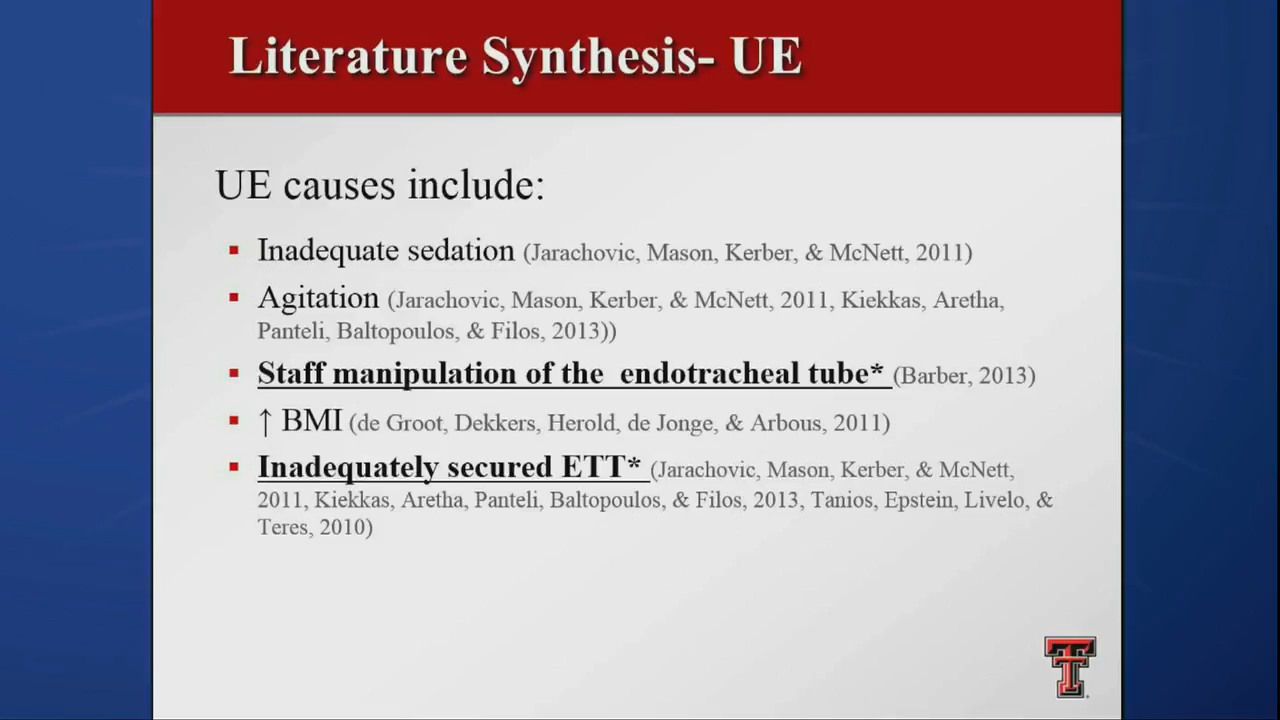 Literature Synthesis- UE
UE causes include:
▪ Inadequate sedation (Jarachovic, Mason, Kerber, & McNett, 2011)
▪ Agitation (Jarachovic, Mason, Kerber, & McNett, 2011, Kiekkas, Aretha,
Panteli, Baltopoulos, & Filos, 2013))
▪ Staff manipulation of the endotracheal tube* (Barber, 2013)
▪ ↑ BMI (de Groot, Dekkers, Herold, de Jonge, & Arbous, 2011)
▪ Inadequately secured ETT* (Jarachovic, Mason, Kerber, & McNett,
2011, Kiekkas, Aretha, Panteli, Baltopoulos, & Filos, 2013, Tanios, Epstein, Livelo, &
Teres, 2010)
T